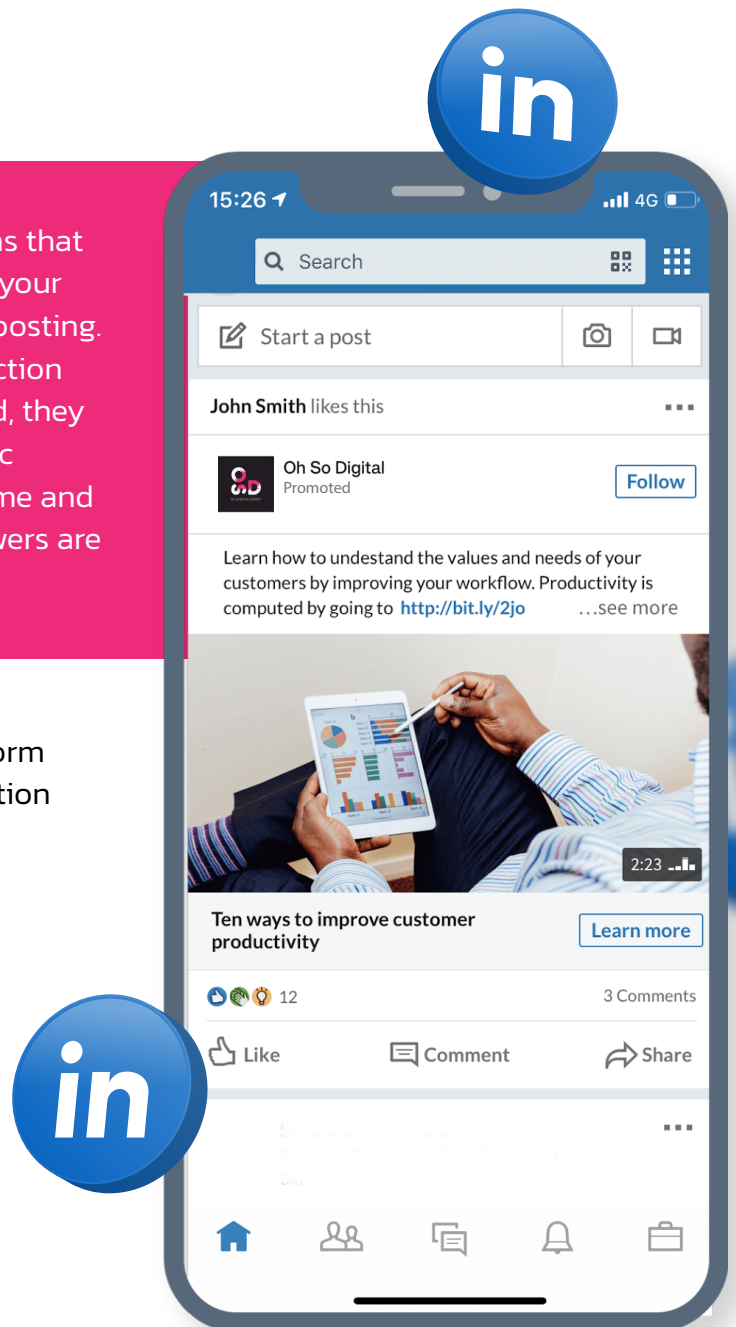 in
15:26
4G
Search
Start a post
John Smith likes this
Oh So Digital
Promoted
Follow
Learn how to undestand the values and needs of your
customers by improving your workflow. Productivity is
computed by going to http://bit.ly/2jo ...see more
2:23
Ten ways to improve customer
productivity
Learn more
12
3 Comments
Like
Comment
Share
in
ns that
your
posting.
ction
d, they
c
me and
wers are
orm
tion
OSD